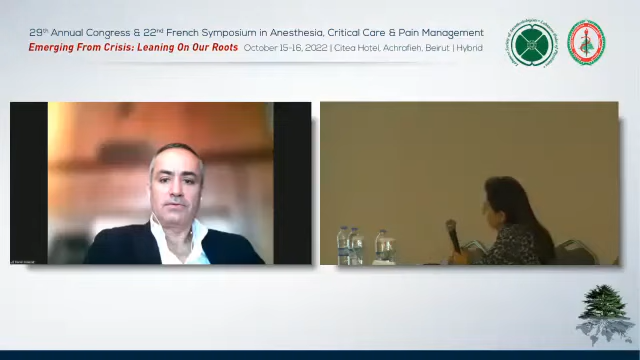 29th Annual Congress & 22nd French Symposium in Anesthesia, Critical Care & Pain Management
Emerging From Crisis: Leaning On Our Roots October 15-16, 2022 | Citea Hotel, Achrafieh, Beirut | Hybrid